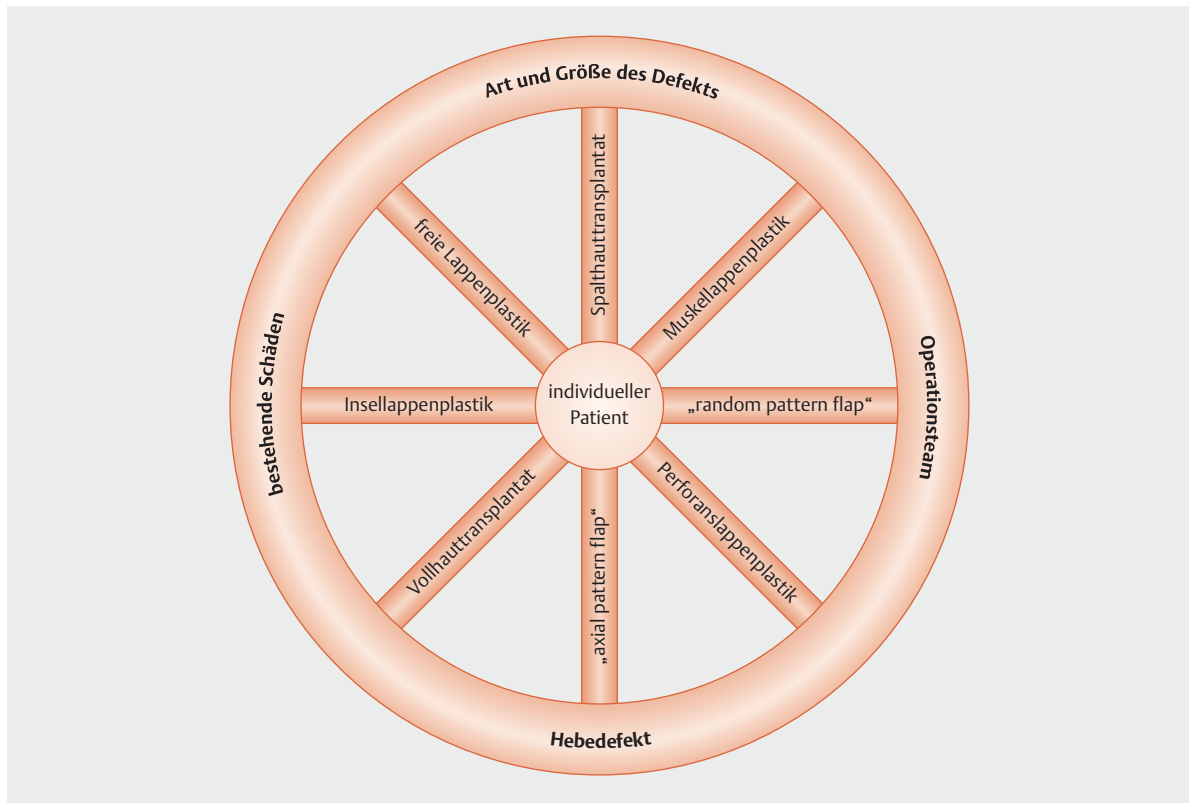 Art und Größe des Defekts
Spalthauttransplantat
freie Lappenplastik
Muskellappenplastik
bestehende Schäden
Insellappenplastik
individueller
Patient
„random pattern flap“
Operationsteam
Vollhauttransplantat
„axial pattern flap“
Perforanslappenplastik
Hebedefekt